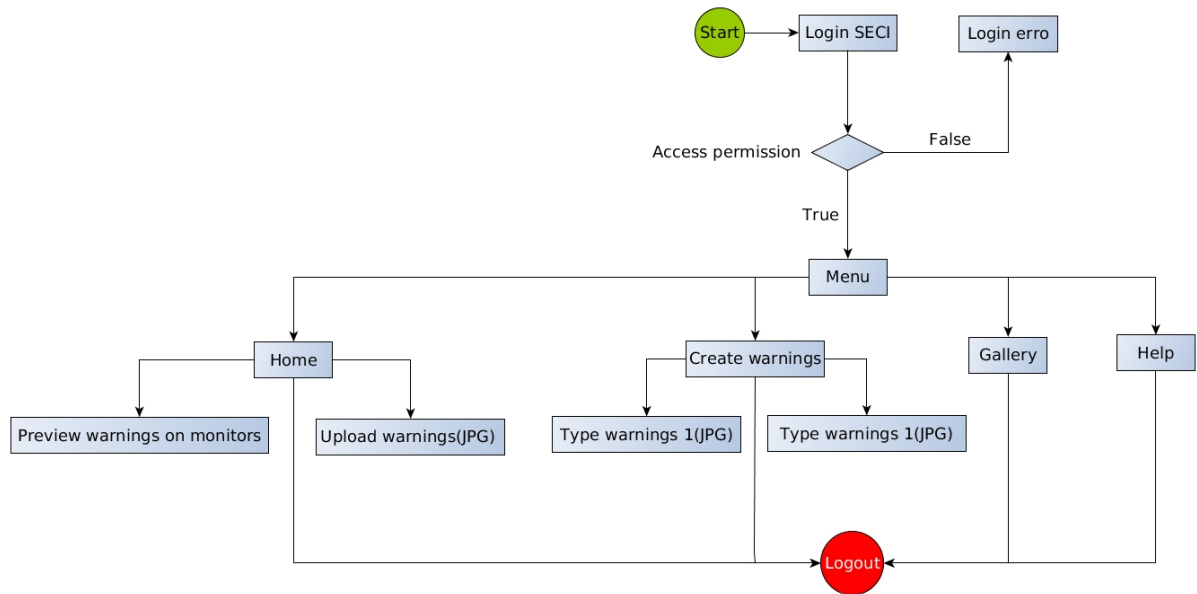 Start
Login SECI
Login erro
False
Access permission
True
Menu
Home
Create warnings
Gallery
Help
Preview warnings on monitors
Upload warnings(JPG)
Type warnings 1(JPG)
Type warnings 1(JPG)
Logout